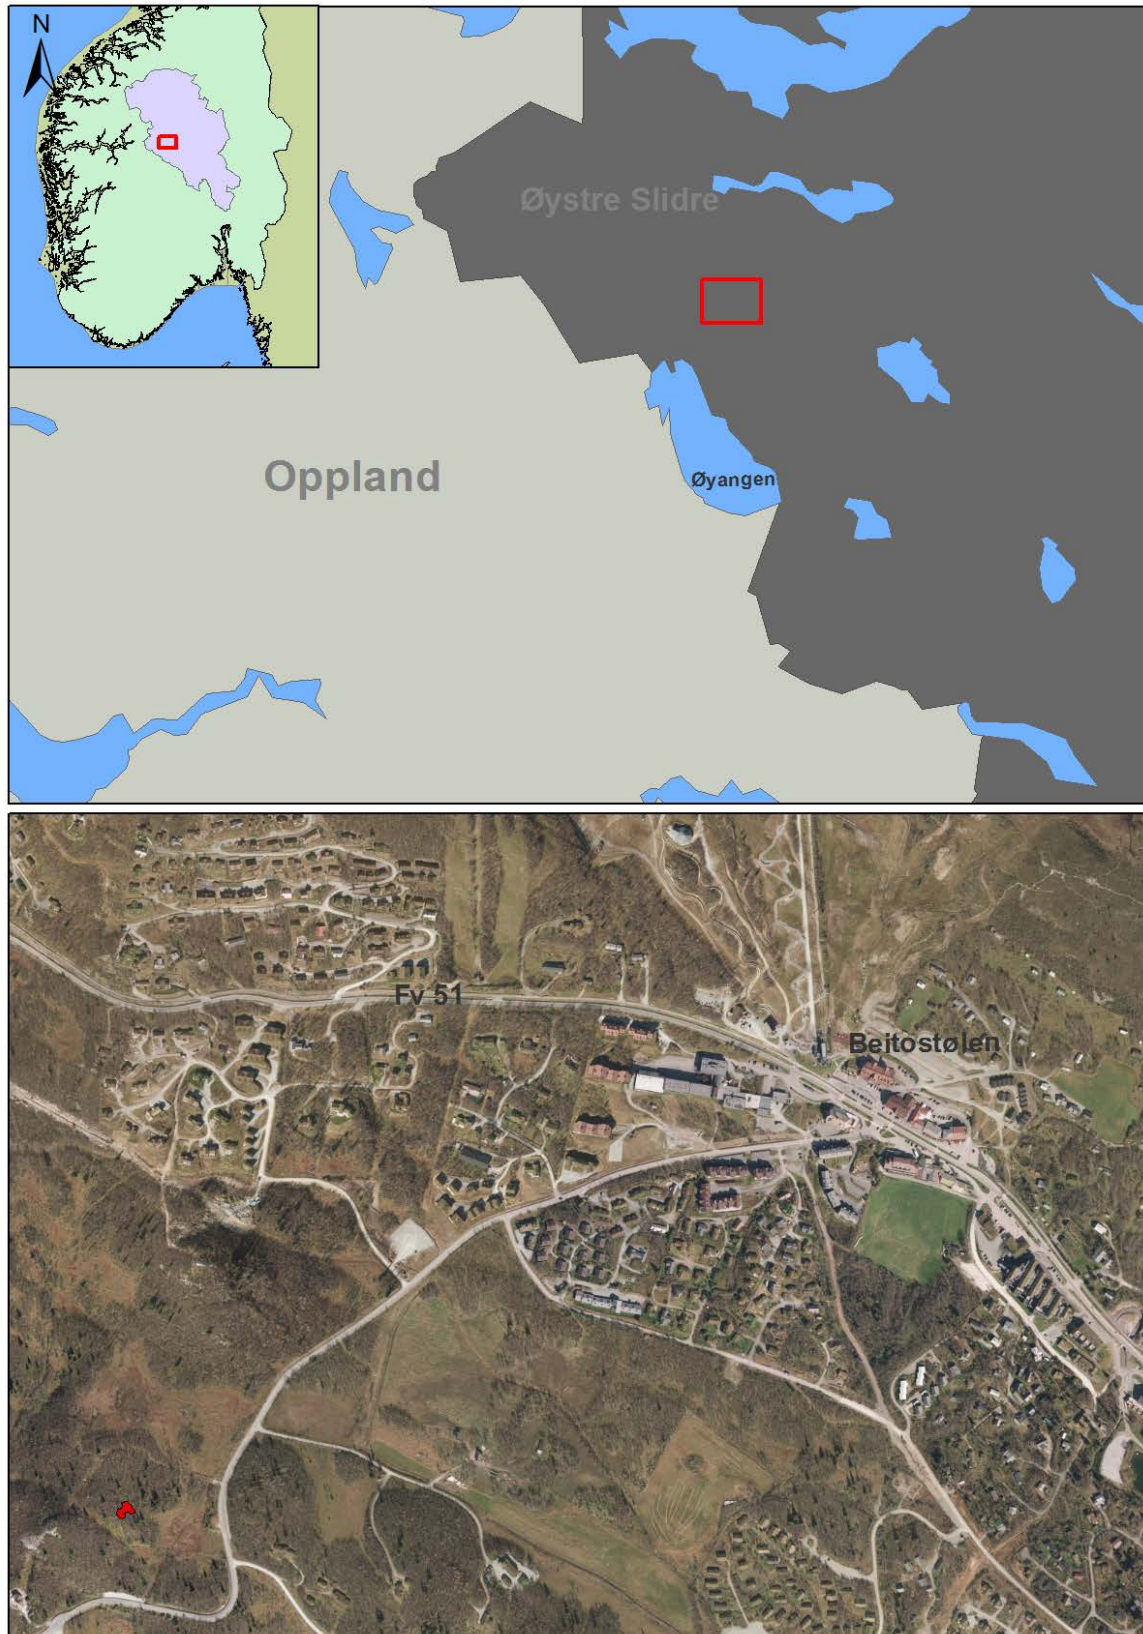 N
Øystre Slidre
Oppland
Øyangen
Fv 51
Beitostølen